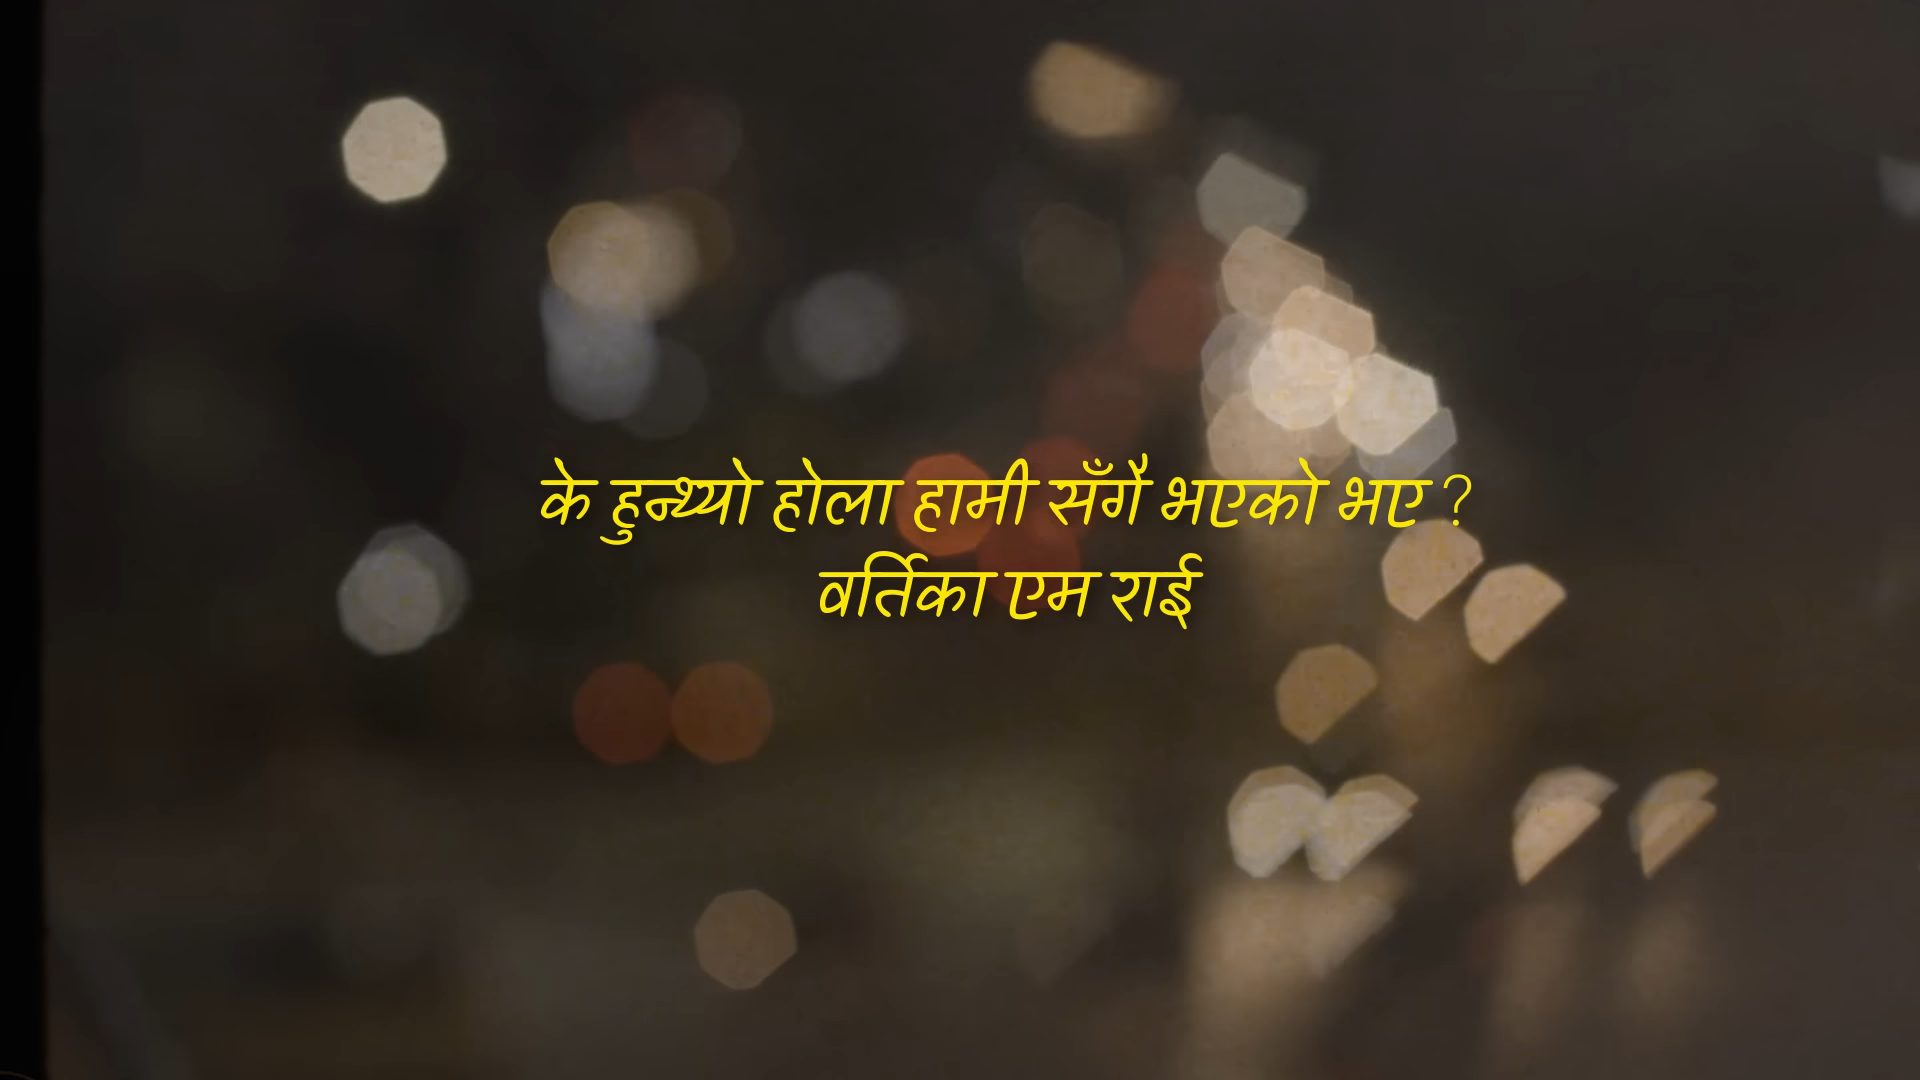 के हुन्थ्यो होला हामी सँगै भएको भए ?
वर्तिका एम राई